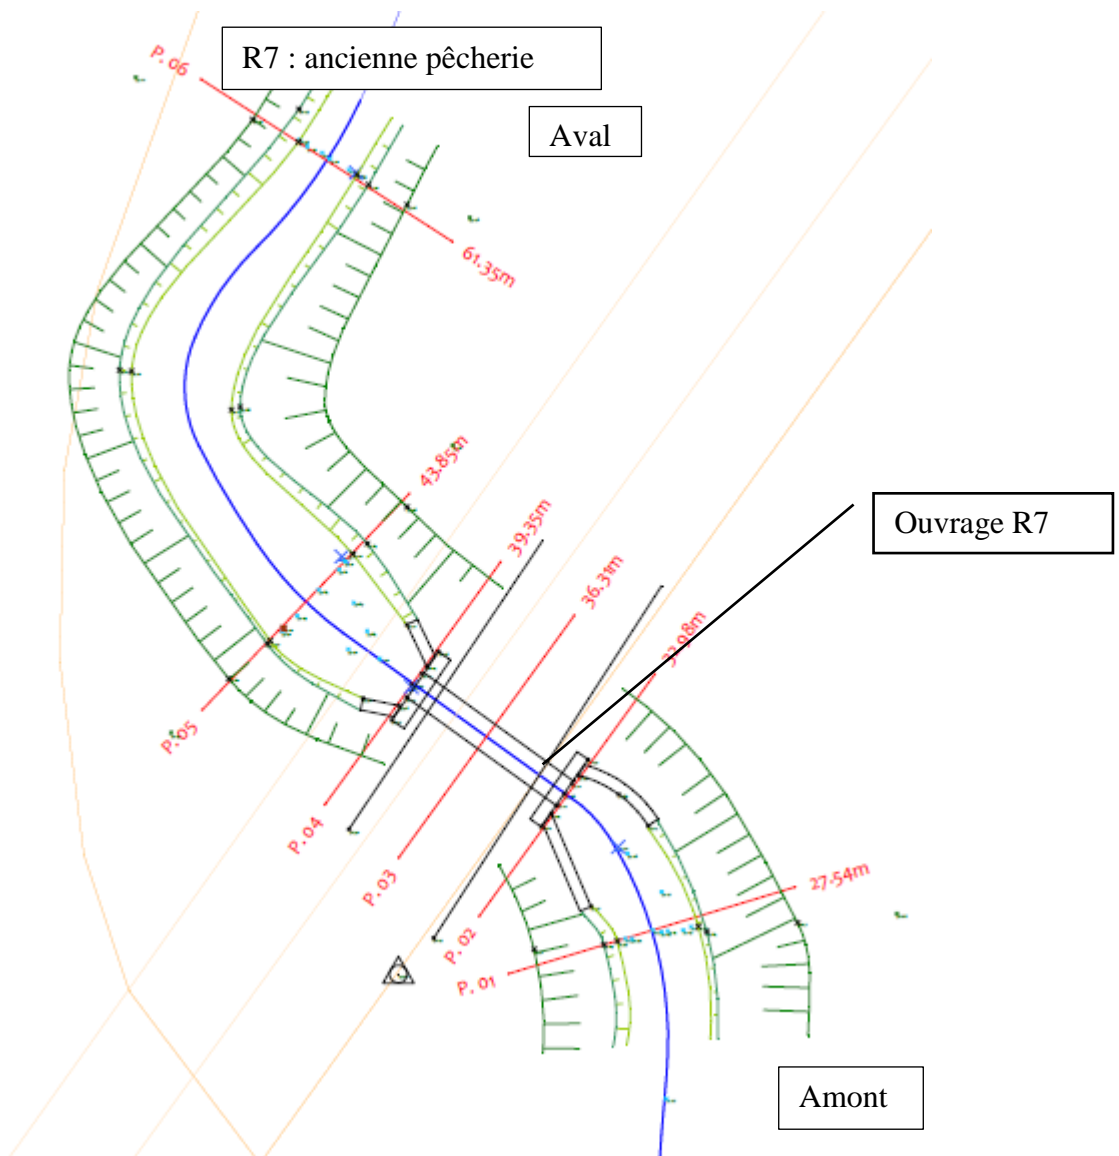 R7 : ancienne pêcherie
P. 06
Aval
61.35m
43.85m
39.35m
Ouvrage R7
36.31m
32.98m
P. 05
P. 04
P. 03
27.54m
P. 02
P. 01
Amont